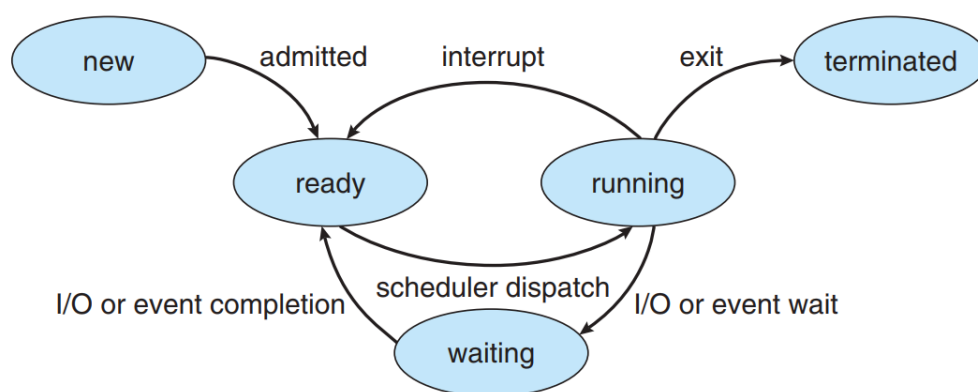 new
admitted
interrupt
exit
terminated
ready
running
I/O or event completion
scheduler dispatch
I/O or event wait
waiting